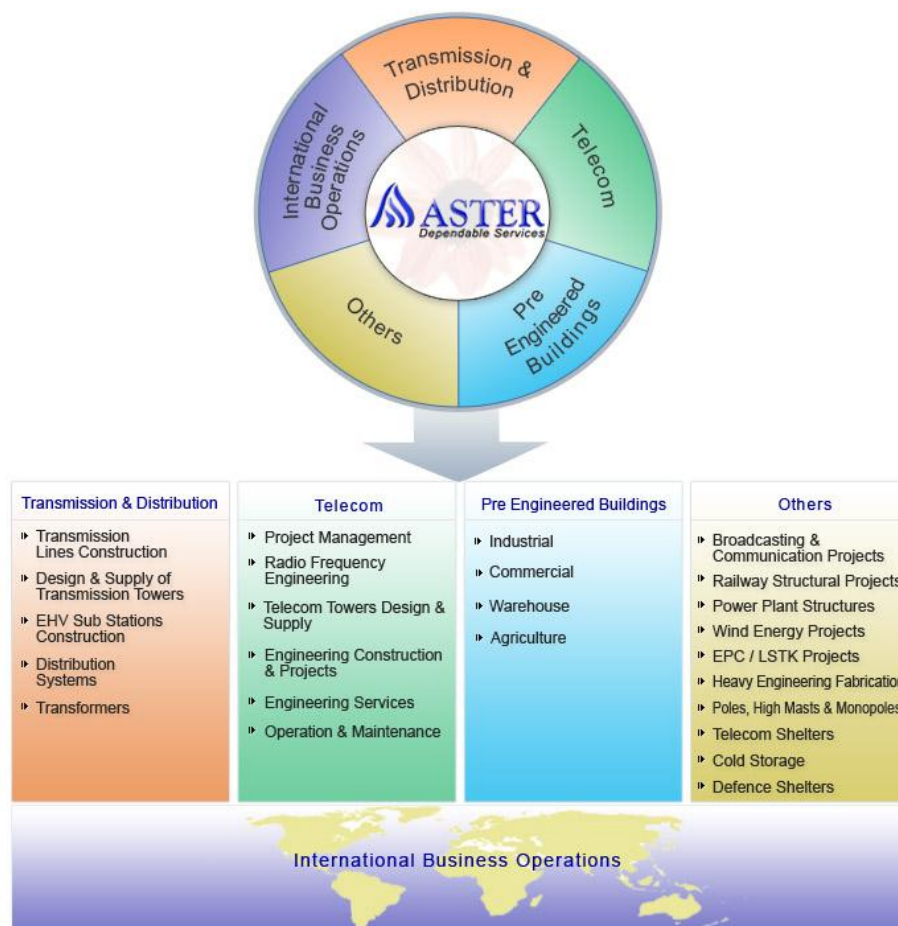 Transmission &
Distribution
Telecom
Pre
Engineered
Buildings
Others
International
Business
Operations
ASTER
Dependable Services
Transmission & Distribution
Transmission
Lines Construction
Design & Supply of
Transmission Towers
EHV Sub Stations
Construction
Distribution
Systems
Transformers
Telecom
Project Management
Radio Frequency
Engineering
Telecom Towers Design &
Supply
Engineering Construction
& Projects
Engineering Services
Operation & Maintenance
Pre Engineered Buildings
Industrial
Commercial
Warehouse
Agriculture
Others
Broadcasting &
Communication Projects
Railway Structural Projects
Power Plant Structures
Wind Energy Projects
EPC / LSTK Projects
Heavy Engineering Fabrication
Poles, High Masts & Monopoles
Telecom Shelters
Cold Storage
Defence Shelters
International Business Operations